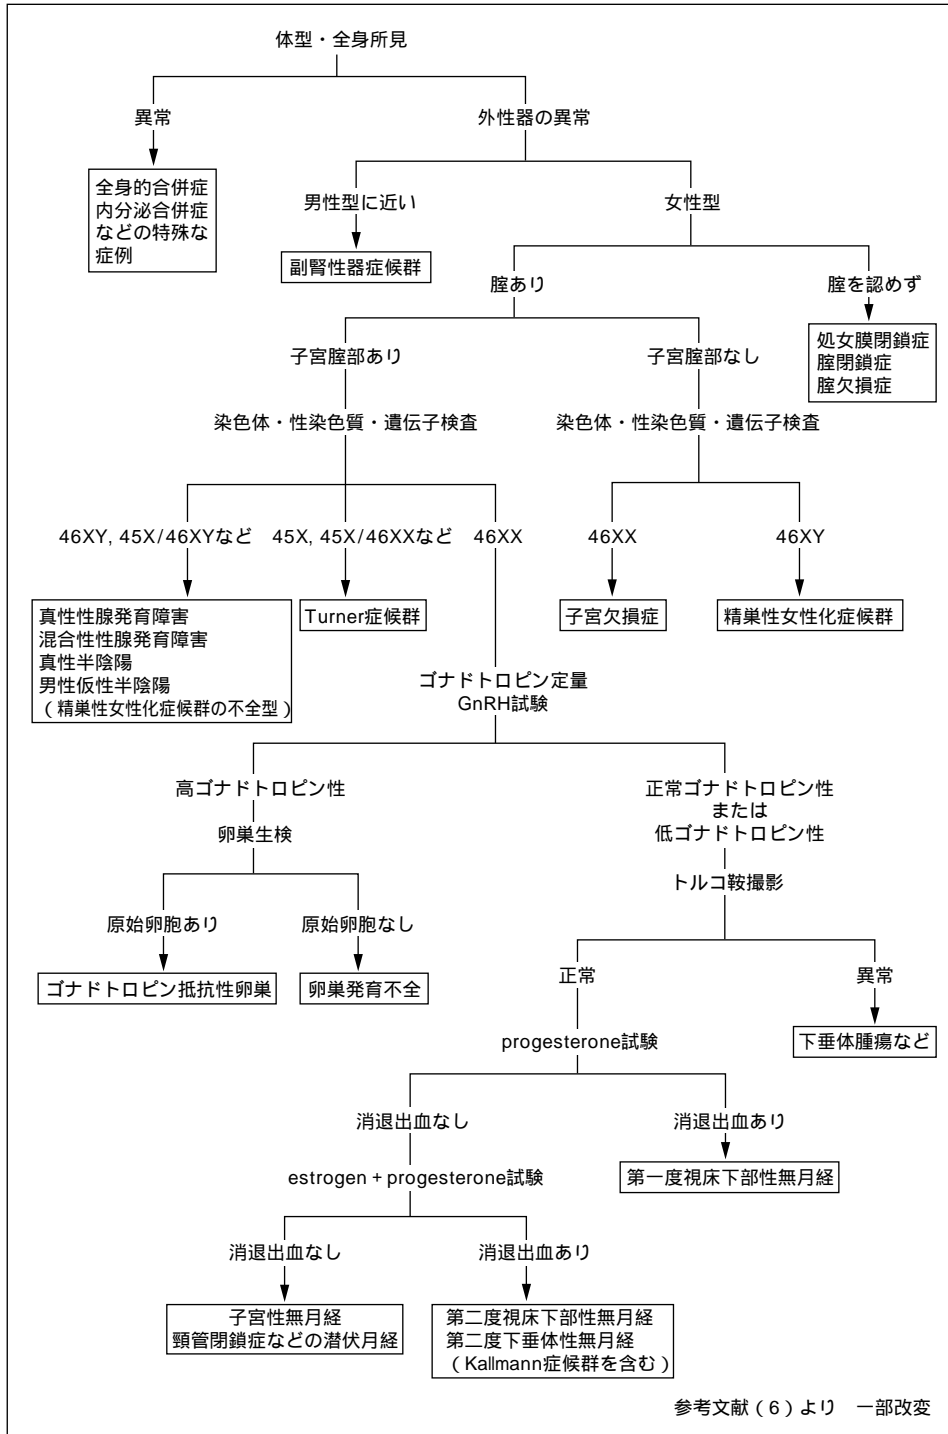 体型・全身所見
異常
外性器の異常
全身的合併症
内分泌合併症
などの特殊な
症例
男性型に近い
女性型
副腎性器症候群
腟あり
腟を認めず
処女膜閉鎖症
腟閉鎖症
腟欠損症
子宮腟部あり
子宮腟部なし
染色体・性染色質・遺伝子検査
染色体・性染色質・遺伝子検査
46XY, 45X/46XYなど
45X, 45X/46XXなど
46XX
46XX
46XY
真性性腺発育障害
混合性性腺発育障害
真性半陰陽
男性仮性半陰陽
(精巣性女性化症候群の不全型)
Turner症候群
子宮欠損症
精巣性女性化症候群
ゴナドトロピン定量
GnRH試験
高ゴナドトロピン性
正常ゴナドトロピン性
または
低ゴナドトロピン性
卵巣生検
トルコ鞍撮影
原始卵胞あり
原始卵胞なし
ゴナドトロピン抵抗性卵巣
卵巣発育不全
正常
異常
下垂体腫瘍など
progesterone試験
消退出血なし
消退出血あり
第一度視床下部性無月経
estrogen + progesterone試験
消退出血なし
消退出血あり
子宮性無月経
頸管閉鎖症などの潜伏月経
第二度視床下部性無月経
第二度下垂体性無月経
(Kallmann症候群を含む)
参考文献(6)より 一部改変